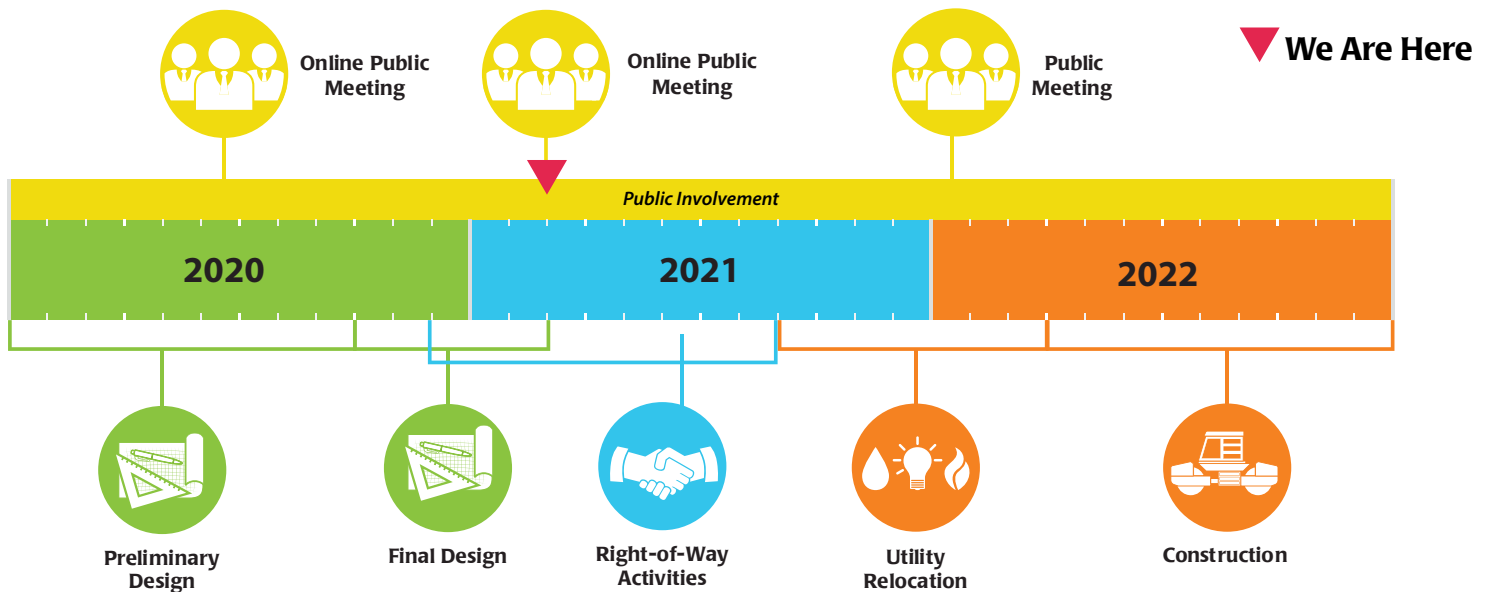 Online Public
Meeting
Online Public
Meeting
Public
Meeting
We Are Here
Public Involvement
2020
2021
2022
Preliminary
Design
Final Design
Right-of-Way
Activities
Utility
Relocation
Construction